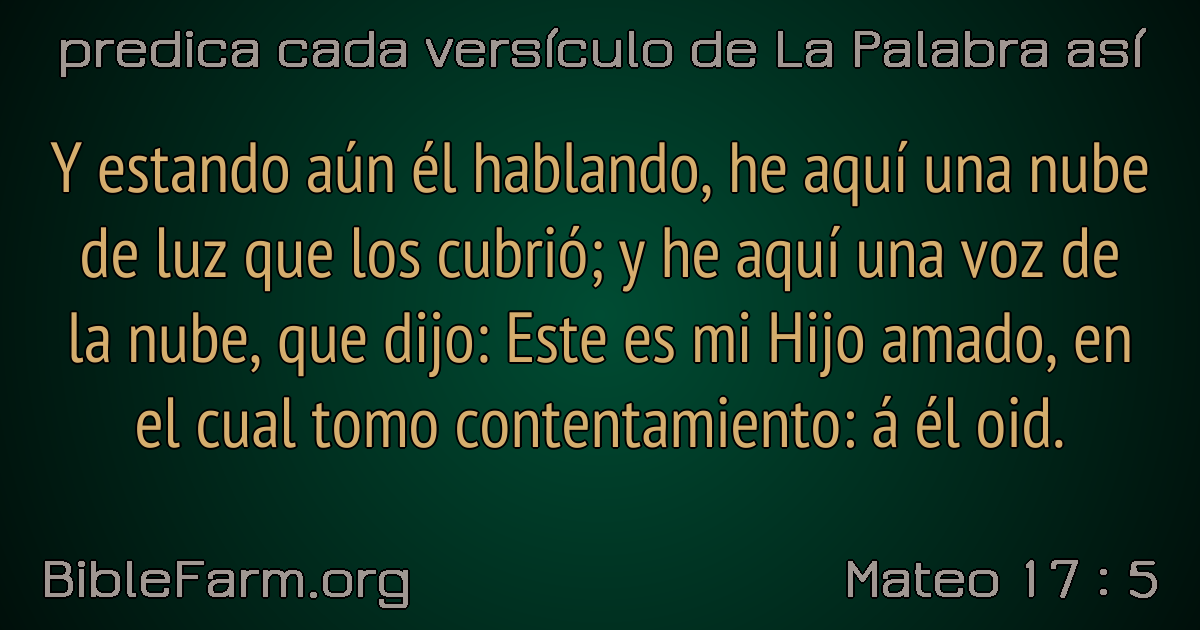 predica cada versículo de La Palabra así
Y estando aún él hablando, he aquí una nube
de luz que los cubrió; y he aquí una voz de
la nube, que dijo: Este es mi Hijo amado, en
el cual tomo contentamiento: á él oid.
BibleFarm.org
Mateo 17 : 5